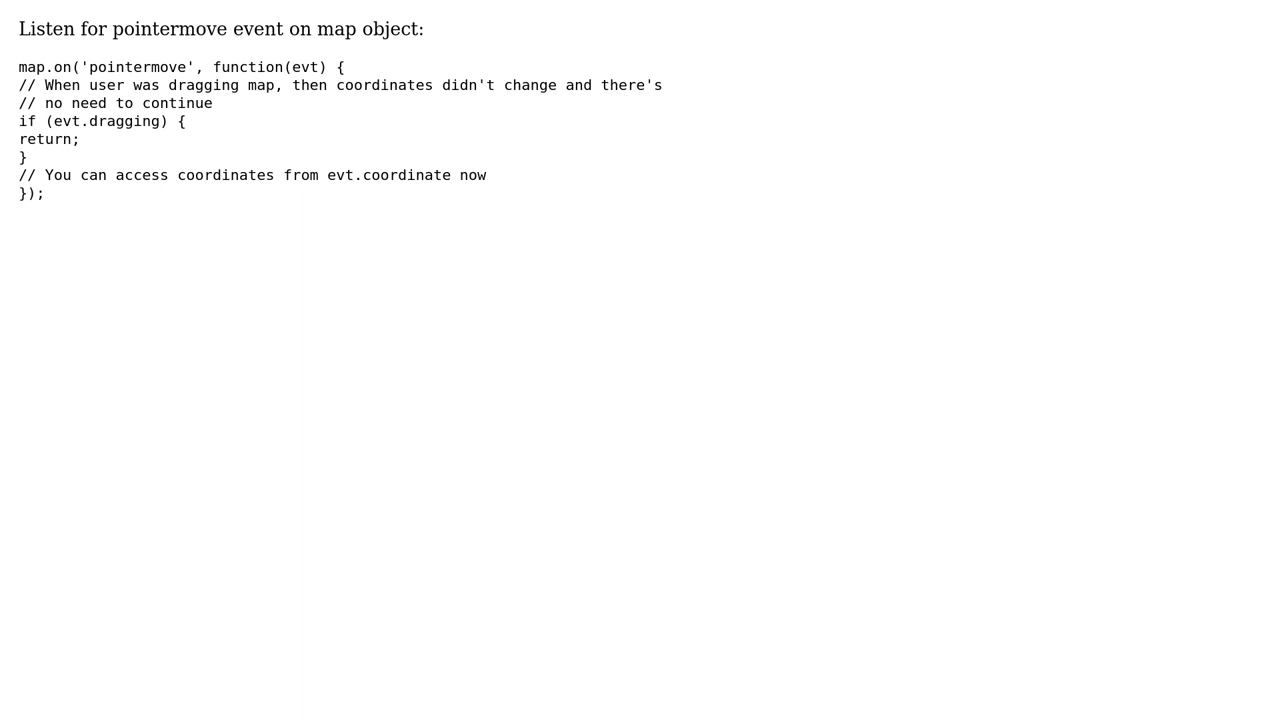 Listen for pointermove event on map object:
map.on('pointermove', function(evt) {
// When user was dragging map, then coordinates didn't change and there's
// no need to continue
if (evt.dragging) {
return;
}
// You can access coordinates from evt.coordinate now
});